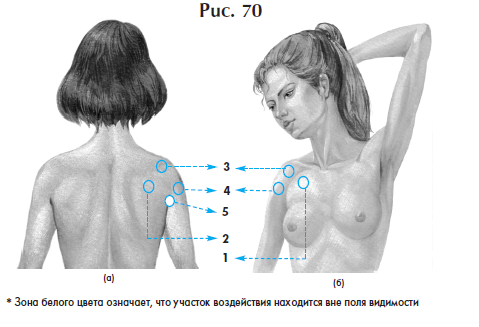 Рис. 70
3
4
5
2
1
(а)
(б)
* Зона белого цвета означает, что участок воздействия находится вне поля видимости